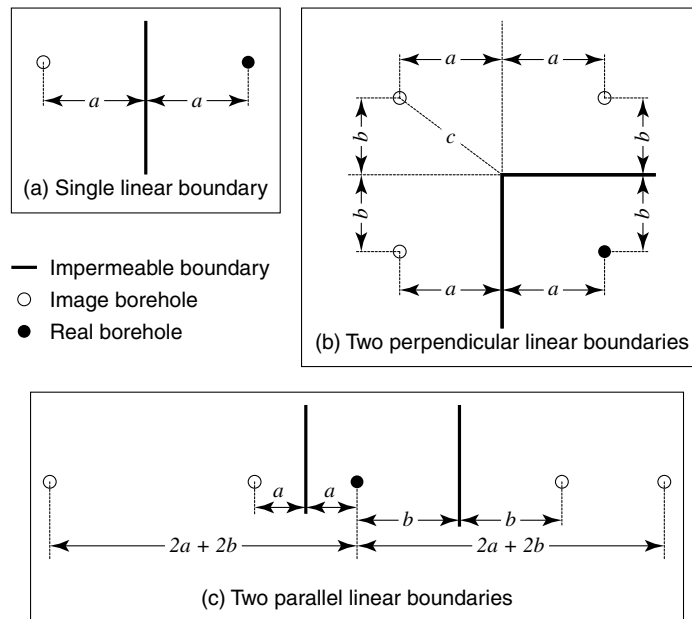 a a
(a) Single linear boundary
Impermeable boundary
Image borehole
Real borehole
a a
b b
c
b b
a a
(b) Two perpendicular linear boundaries
a a
b b
2a + 2b 2a + 2b
(c) Two parallel linear boundaries